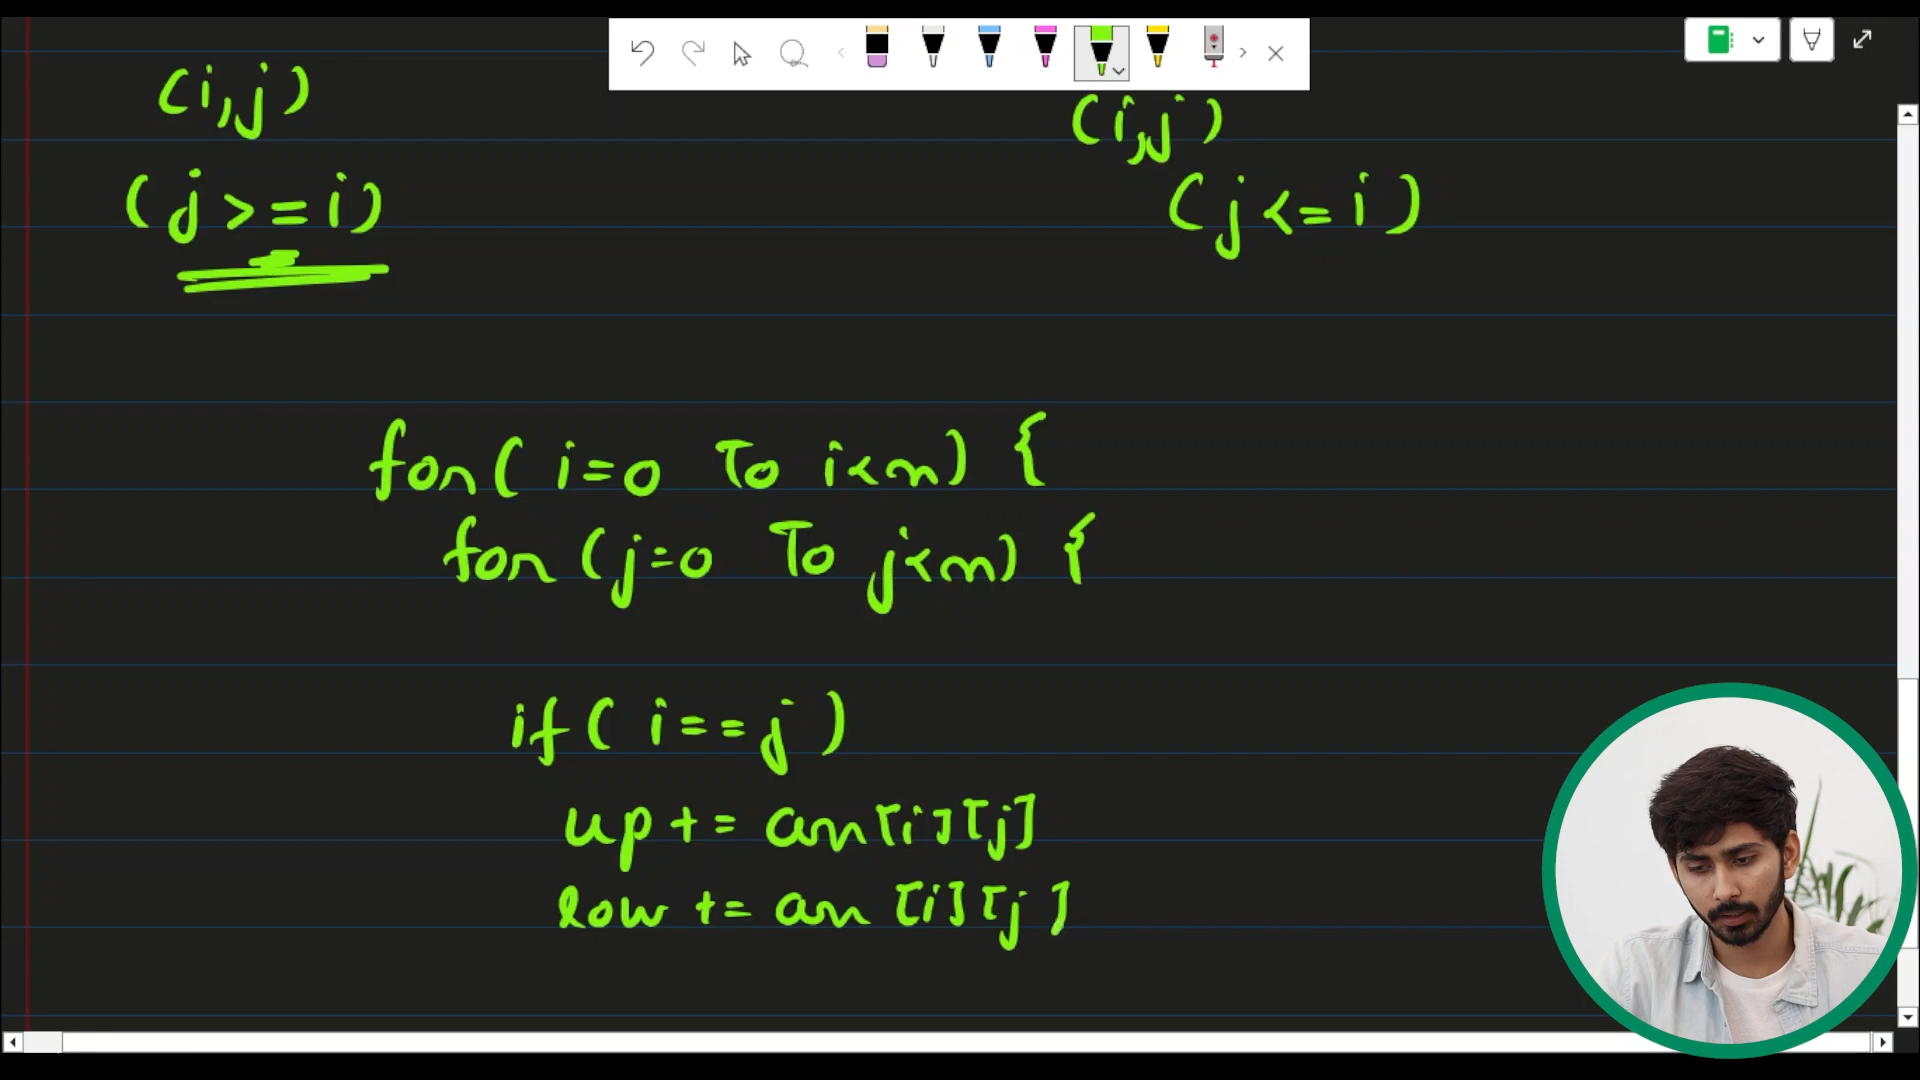 (i,j)
(j>=i)
(i,j)
(j<=i)
for( i=0 To i<n) {
for (j=0 To j<n) {
if( i==j )
up += arr[i][j]
low += arr [i][j]